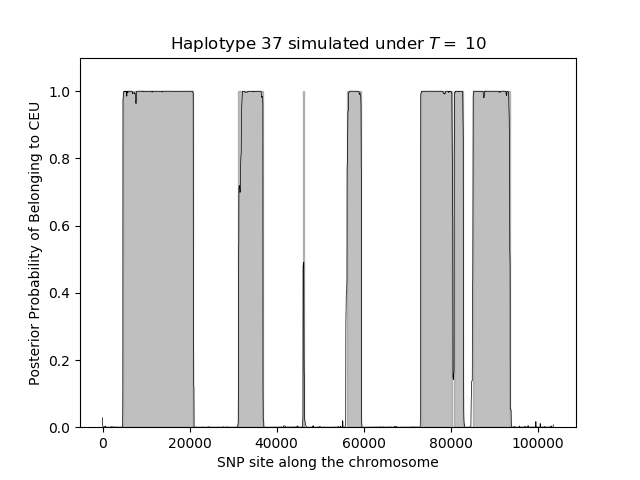 Haplotype 37 simulated under T = 10
Posterior Probability of Belonging to CEU
1.0
0.8
0.6
0.4
0.2
0.0
0 20000 40000 60000 80000 100000
SNP site along the chromosome